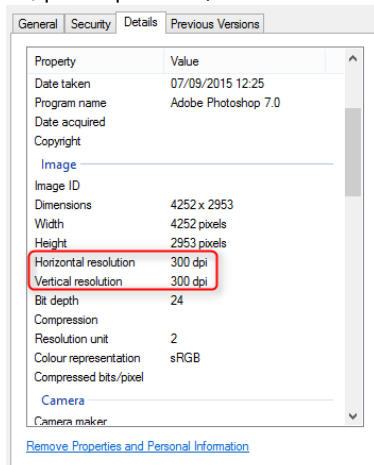 General Security Details Previous Versions
Property Value
Date taken 07/09/2015 12:25
Program name Adobe Photoshop 7.0
Date acquired
Copyright
Image
Image ID
Dimensions 4252 x 2953
Width 4252 pixels
Height 2953 pixels
Horizontal resolution 300 dpi
Vertical resolution 300 dpi
Bit depth 24
Compression
Resolution unit 2
Colour representation sRGB
Compressed bits/pixel
Camera
Camera maker
Remove Properties and Personal Information